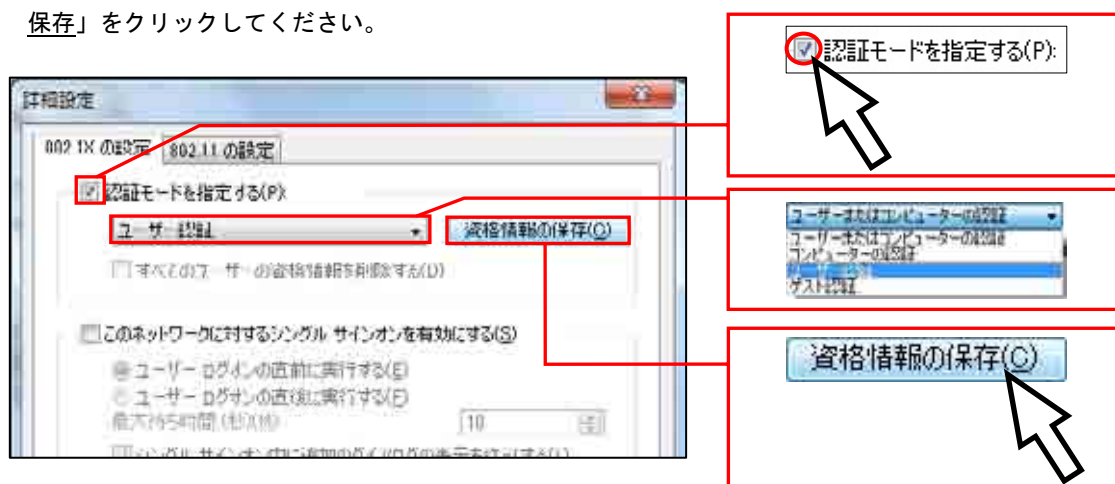 保存」をクリックしてください。
認証モードを指定する(P):
詳細設定
802.1X の設定 802.11 の設定
認証モードを指定する(P):
ユーザー認証
資格情報の保存(C)
すべてのユーザーの資格情報を削除する(D)
ユーザーまたはコンピューターの認証
ユーザーまたはコンピューターの認証
コンピューターの認証
ゲスト認証
このネットワークに対するシングル サインオンを有効にする(S)
ユーザー ログオンの直前に実行する(E)
ユーザー ログオンの直後に実行する(F)
10
資格情報の保存(C)